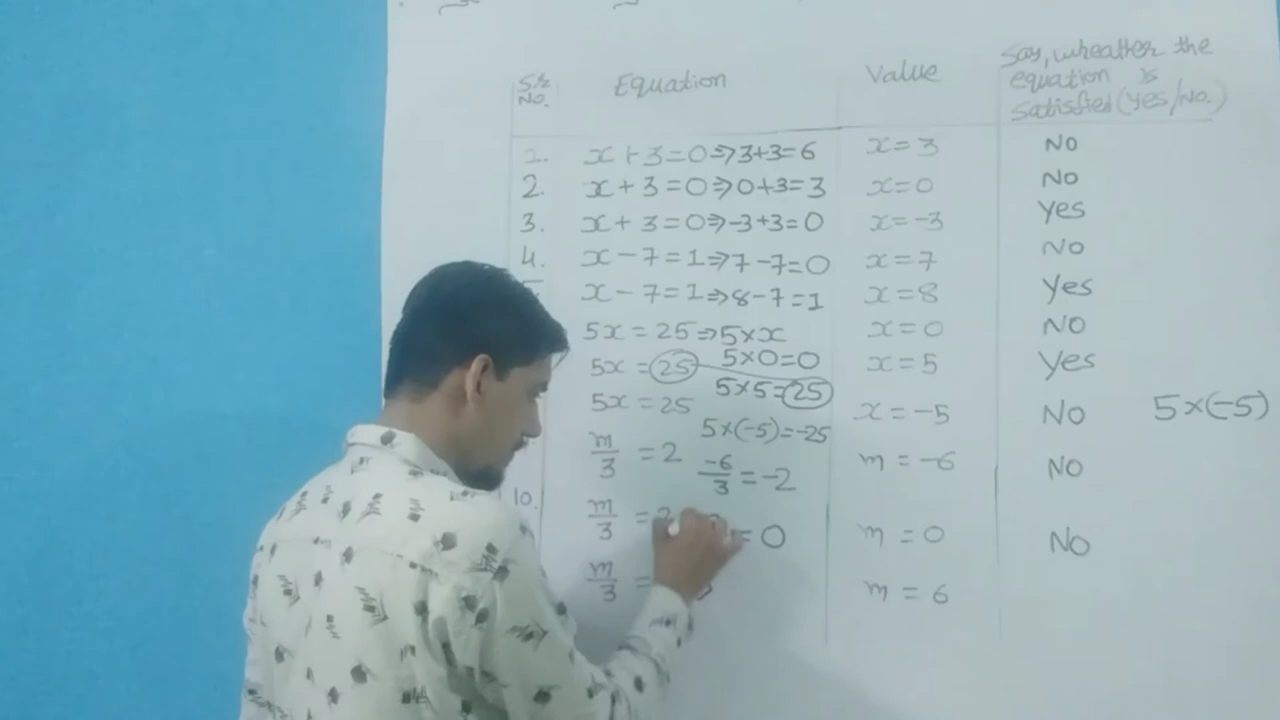 Sr. No. Equation Value Say, wheather the equation is satisfied (Yes/No.)
1. x + 3 = 0 ⇒ 3+3=6 x = 3 No
2. x + 3 = 0 ⇒ 0+3=3 x = 0 No
3. x + 3 = 0 ⇒ -3+3=0 x = -3 Yes
4. x - 7 = 1 ⇒ 7-7=0 x = 7 No
x - 7 = 1 ⇒ 8-7=1 x = 8 Yes
5x = 25 ⇒ 5×x x = 0 No
5×0=0
5x = 25 5×5=25 x = 5 Yes
5x = 25 5×(-5)=-25 x = -5 No 5×(-5)
m/3 = 2 -6/3 = -2 m = -6 No
10. m/3 = = 0 m = 0 No
m/3 = m = 6